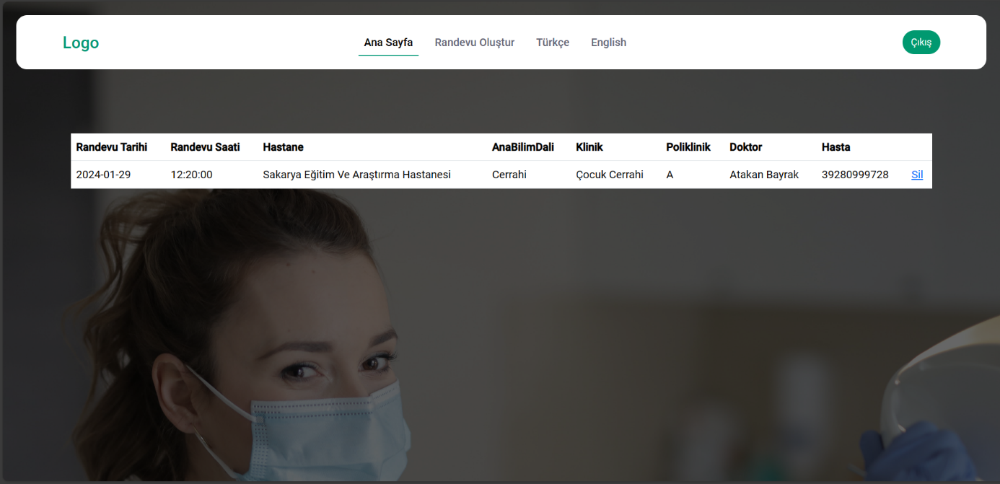 Logo Ana Sayfa Randevu Oluştur Türkçe English Çıkış
Randevu Tarihi Randevu Saati Hastane AnaBilimDali Klinik Poliklinik Doktor Hasta
2024-01-29 12:20:00 Sakarya Eğitim Ve Araştırma Hastanesi Cerrahi Çocuk Cerrahi A Atakan Bayrak 39280999728 Sil